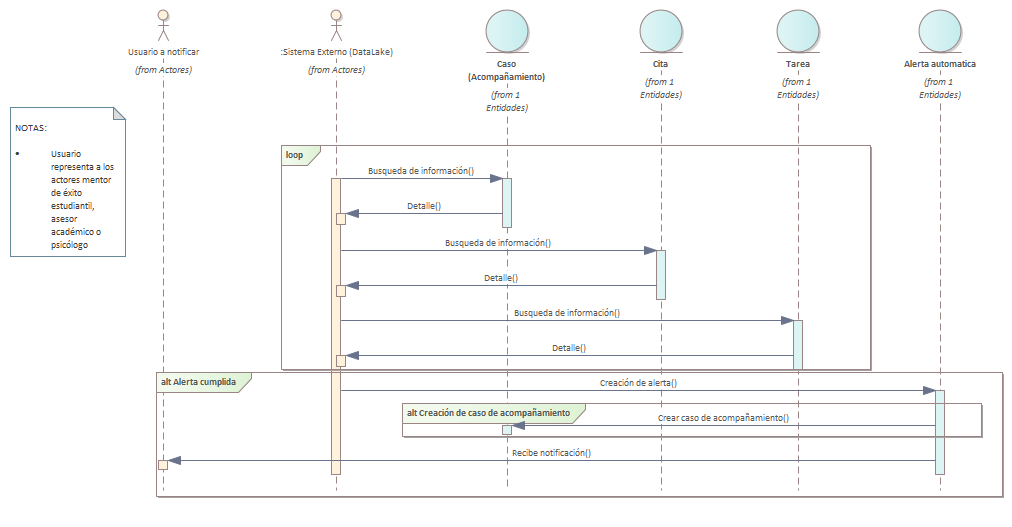 Usuario a notificar
(from Actores)
:Sistema Externo (DataLake)
(from Actores)
Caso
(Acompañamiento)
(from 1
Entidades)
Cita
(from 1
Entidades)
Tarea
(from 1
Entidades)
Alerta automatica
(from 1
Entidades)
NOTAS:
• Usuario
representa a los
actores mentor
de éxito
estudiantil,
asesor
académico o
psicólogo
loop
Busqueda de información()
Detalle()
Busqueda de información()
Detalle()
Busqueda de información()
Detalle()
alt Alerta cumplida
Creación de alerta()
alt Creación de caso de acompañamiento
Crear caso de acompañamiento()
Recibe notificación()